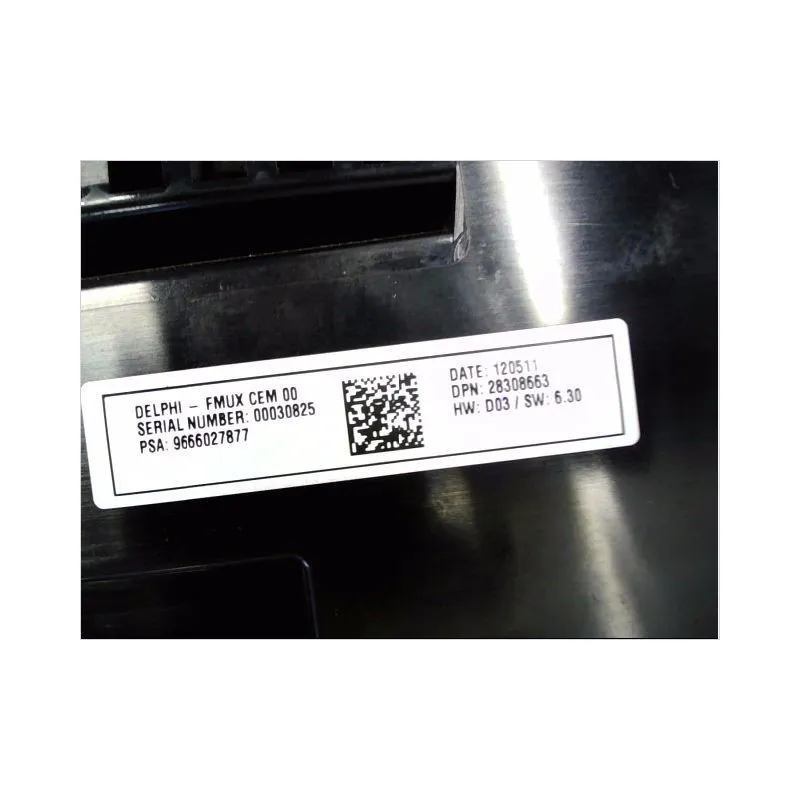 DELPHI – FMUX CEM 00
SERIAL NUMBER: 00030825
PSA: 9666027877
DATE: 120511
DPN: 28308663
HW: D03 / SW: 6.30